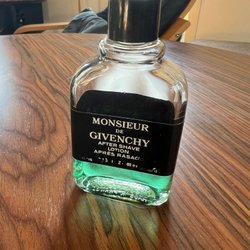 MONSIEUR
DE
GIVENCHY
AFTER SHAVE
LOTION
APRÈS RASAGE